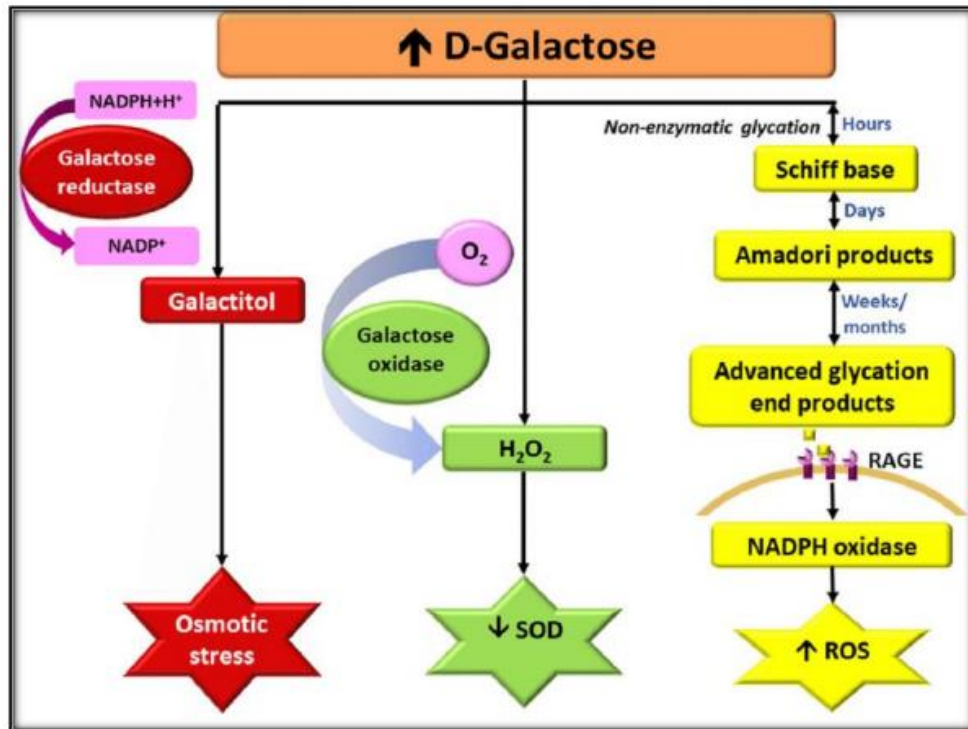 ↑ D-Galactose
NADPH+H⁺
Galactose
reductase
NADP⁺
Galactitol
Osmotic
stress
O₂
Galactose
oxidase
H₂O₂
↓ SOD
Non-enzymatic glycation
Hours
Schiff base
Days
Amadori products
Weeks/
months
Advanced glycation
end products
RAGE
NADPH oxidase
↑ ROS